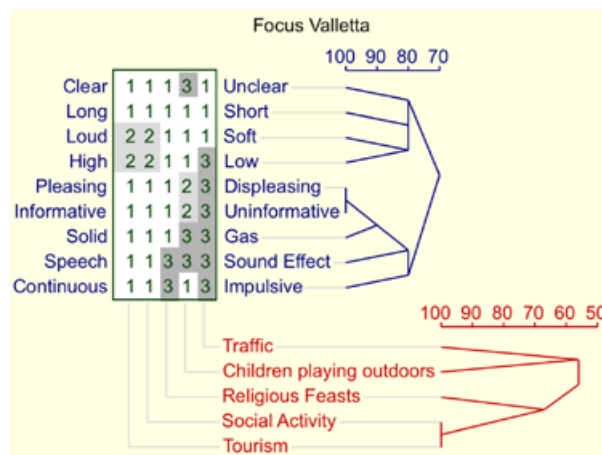 Focus Valletta
100 90 80 70
Clear 1 1 1 3 1 Unclear
Long 1 1 1 1 1 Short
Loud 2 2 1 1 1 Soft
High 2 2 1 1 3 Low
Pleasing 1 1 1 2 3 Displeasing
Informative 1 1 1 2 3 Uninformative
Solid 1 1 1 3 3 Gas
Speech 1 1 3 3 3 Sound Effect
Continuous 1 1 3 1 3 Impulsive
100 90 80 70 60 50
Traffic
Children playing outdoors
Religious Feasts
Social Activity
Tourism